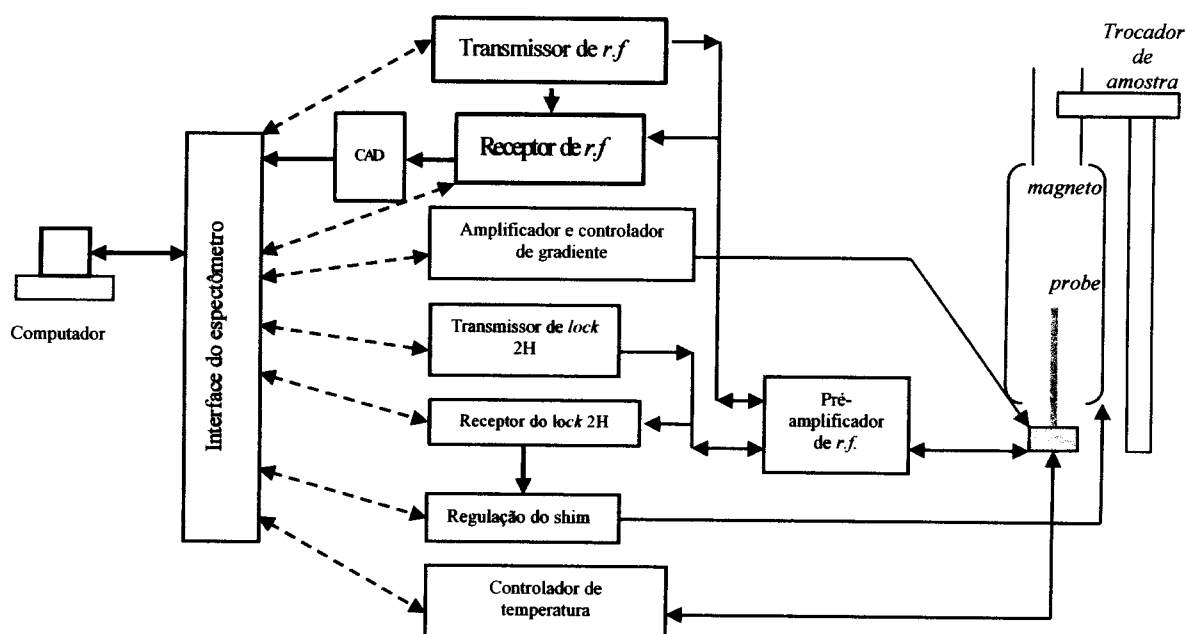 Transmissor de r.f
Trocador
de
amostra
CAD
Receptor de r.f
magneto
Interface do espectômetro
Amplificador e controlador
de gradiente
probe
Computador
Transmissor de lock
2H
Receptor do lock 2H
Pré-
amplificador
de r.f.
Regulação do shim
Controlador de
temperatura